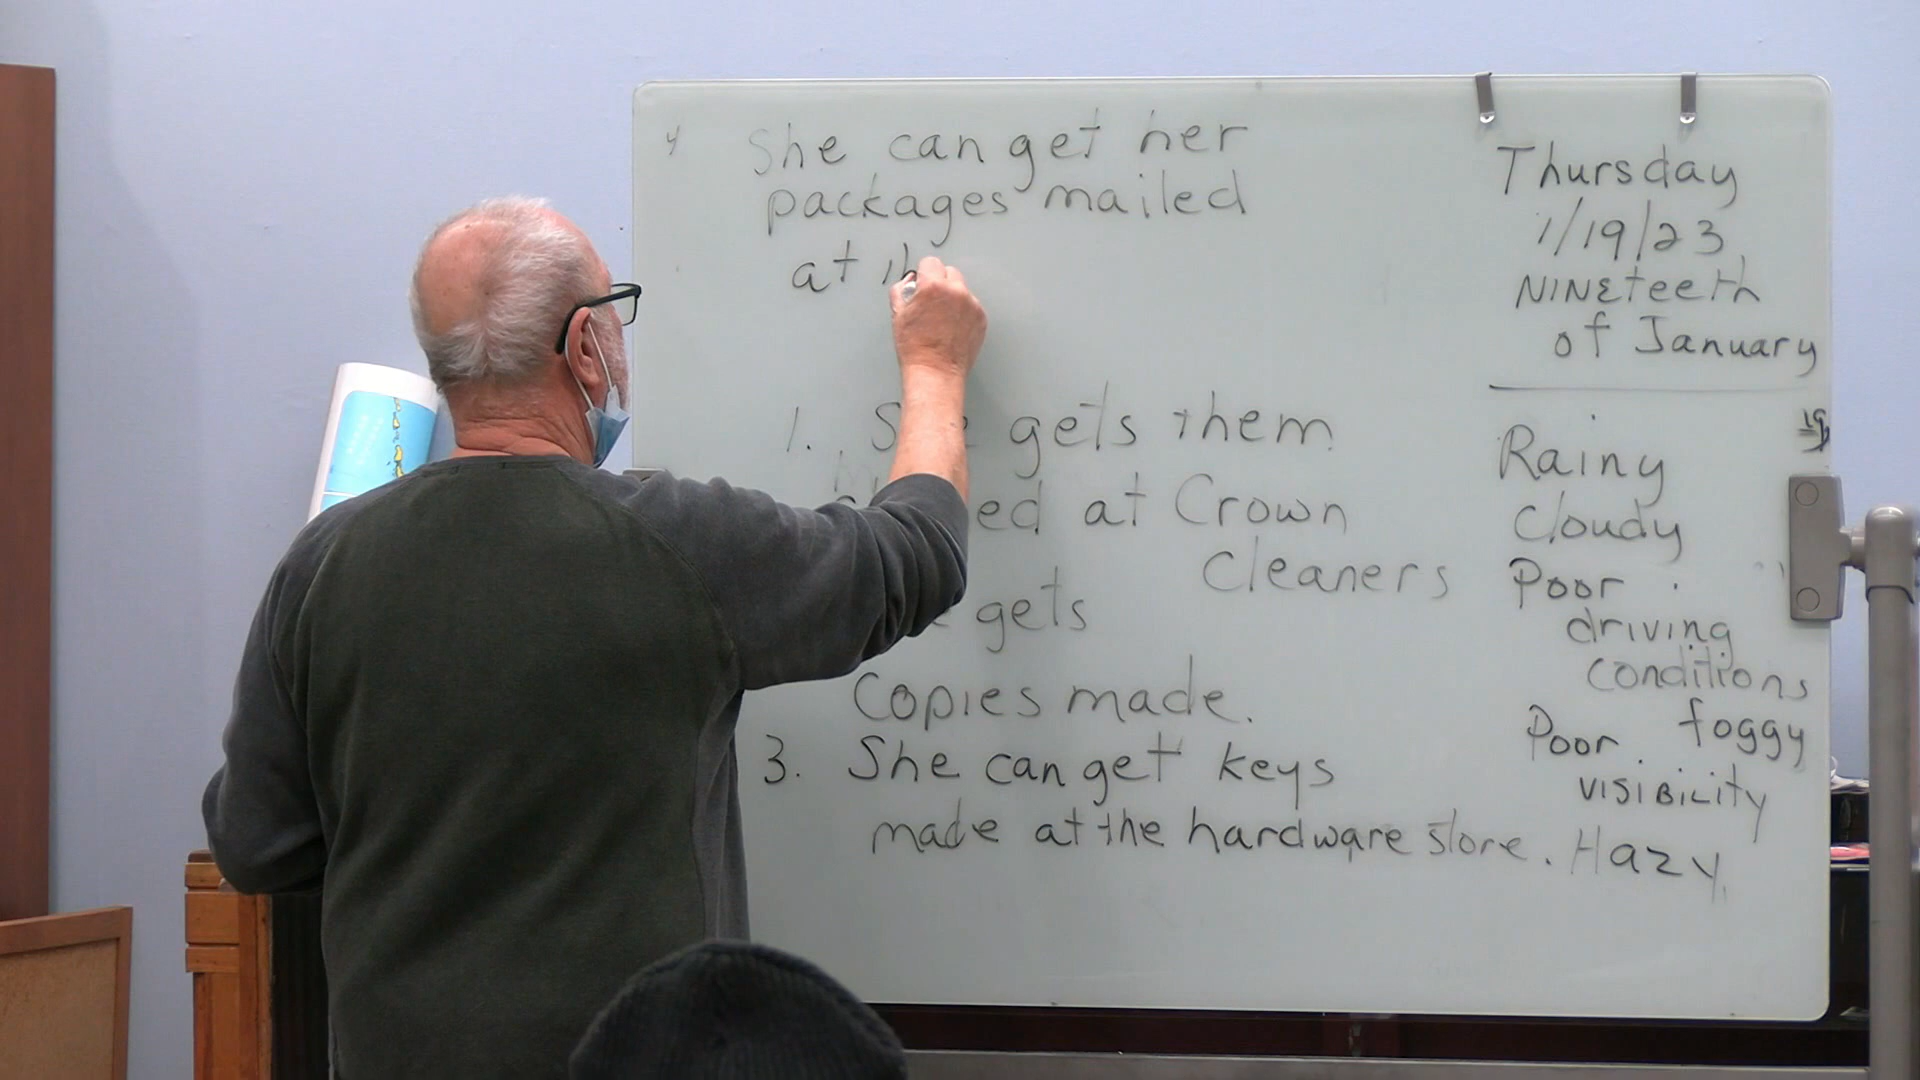 4 She can get her
packages mailed
at th
1. She gets them
ed at Crown
Cleaners
gets
Copies made.
3. She can get keys
made at the hardware store.
Thursday
1/19/23
NINEteeth
of January
19
Rainy
Cloudy
Poor
driving
conditions
foggy
Poor
VISIBILITY
Hazy